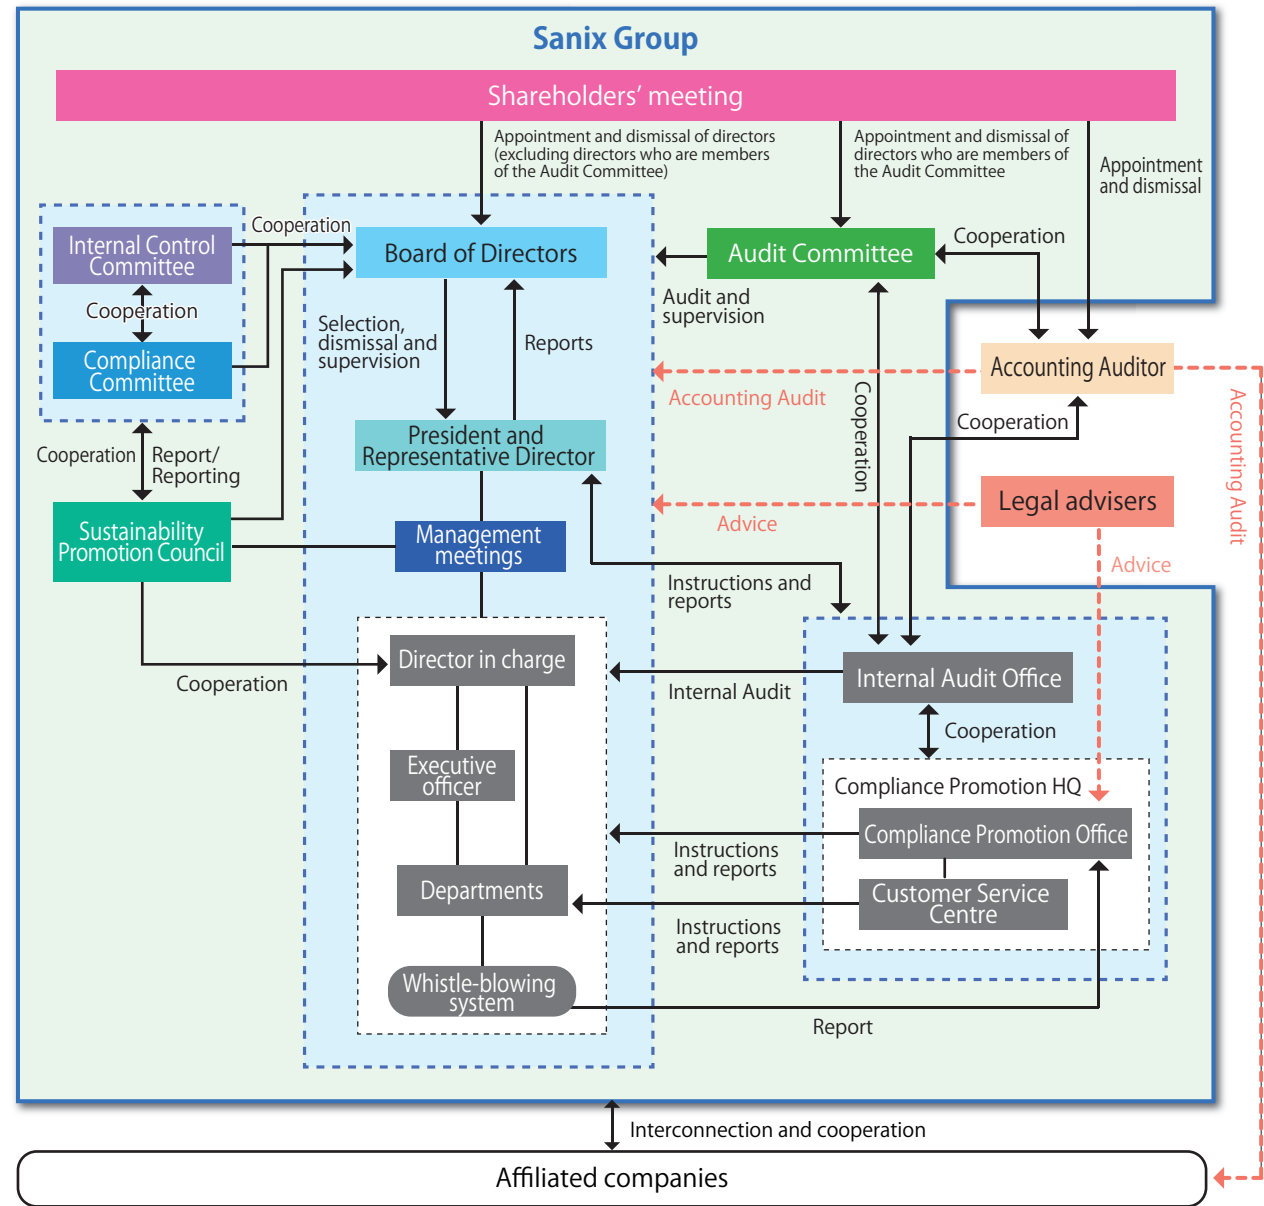 Sanix Group
Shareholders’ meeting
Appointment and dismissal of directors
(excluding directors who are members
of the Audit Committee)
Appointment and dismissal of
directors who are members of
the Audit Committee
Appointment
and dismissal
Cooperation
Internal Control
Committee
Cooperation
Compliance
Committee
Board of Directors
Audit Committee
Cooperation
Audit and
supervision
Selection,
dismissal and
supervision
Reports
Accounting Auditor
Accounting Audit
Cooperation
Cooperation
Accounting Audit
President and
Representative Director
Cooperation
Report/
Reporting
Legal advisers
Advice
Advice
Sustainability
Promotion Council
Management
meetings
Instructions and
reports
Director in charge
Cooperation
Internal Audit
Internal Audit Office
Cooperation
Executive
officer
Compliance Promotion HQ
Compliance Promotion Office
Instructions
and reports
Departments
Customer Service
Centre
Instructions
and reports
Whistle-blowing
system
Report
Interconnection and cooperation
Affiliated companies